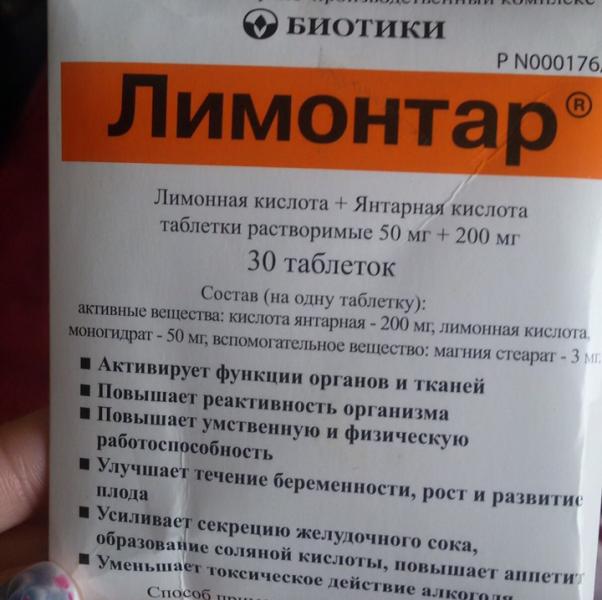 БИОТИКИ
P N000176
Лимонтар®
Лимонная кислота + Янтарная кислота
таблетки растворимые 50 мг + 200 мг
30 таблеток
Состав (на одну таблетку):
активные вещества: кислота янтарная - 200 мг, лимонная кислота,
моногидрат - 50 мг, вспомогательное вещество: магния стеарат - 3 мг.
■ Активирует функции органов и тканей
■ Повышает реактивность организма
■ Повышает умственную и физическую
работоспособность
■ Улучшает течение беременности, рост и развитие
плода
■ Усиливает секрецию желудочного сока,
образование соляной кислоты, повышает аппетит
■ Уменьшает токсическое действие алкоголя
Способ